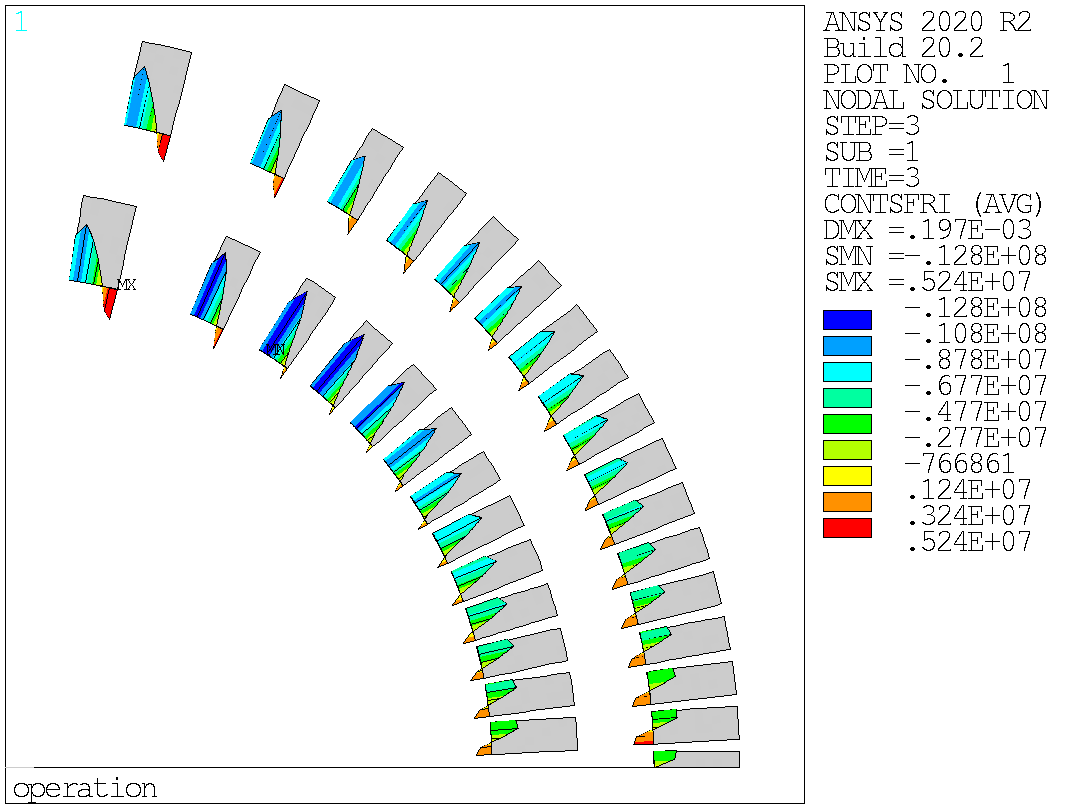 1
ANSYS 2020 R2
Build 20.2
PLOT NO. 1
NODAL SOLUTION
STEP=3
SUB =1
TIME=3
CONTSFRI (AVG)
DMX =.197E-03
SMN =-.128E+08
SMX =.524E+07
-.128E+08
-.108E+08
-.878E+07
-.677E+07
-.477E+07
-.277E+07
-766861
.124E+07
.324E+07
.524E+07
MX
operation